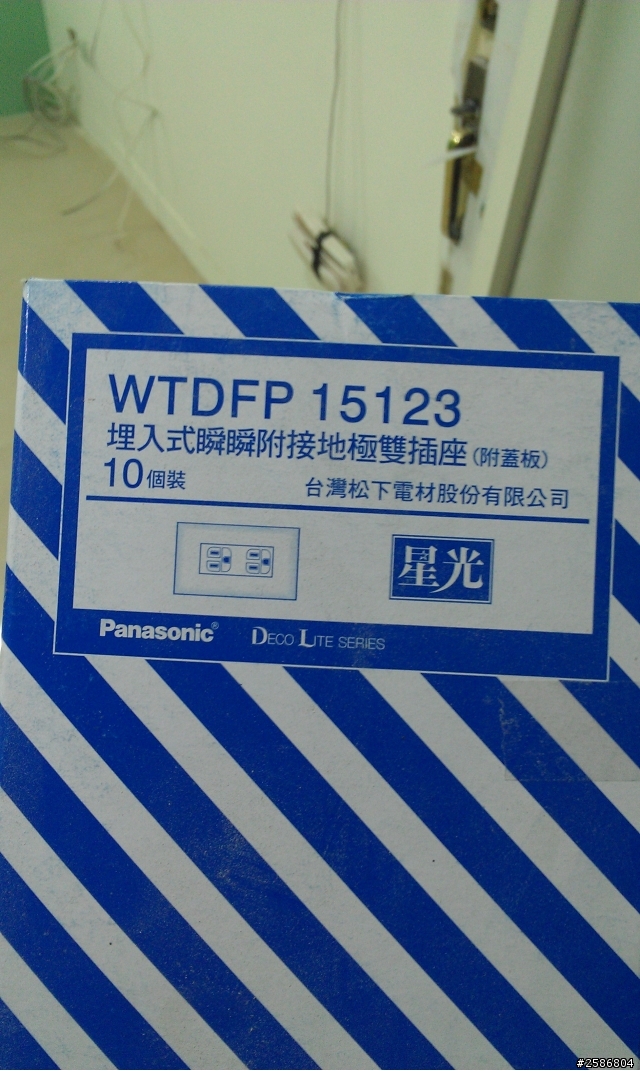 WTDFP 15123
埋入式瞬瞬附接地極雙插座(附蓋板)
10個裝 台灣松下電材股份有限公司
星光
Panasonic® DECO LITE SERIES
#2586804